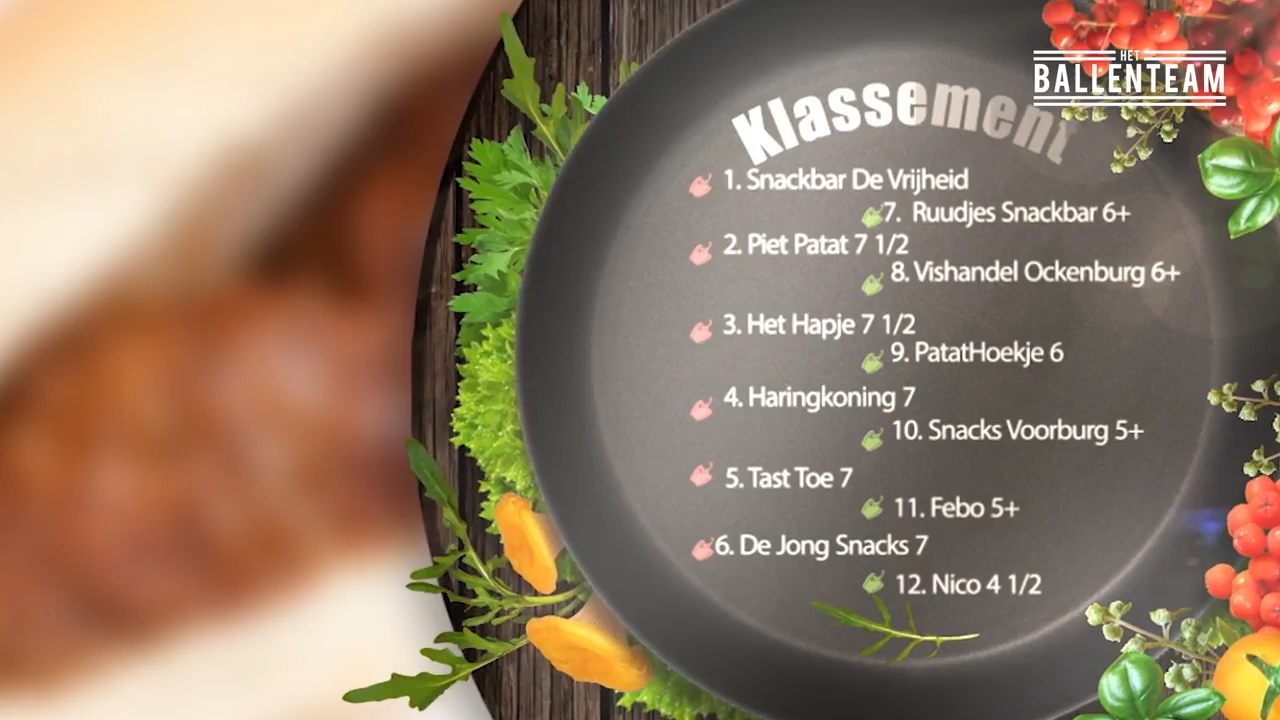 HET
BALLENTEAM
Klassement
1. Snackbar De Vrijheid
7. Ruudjes Snackbar 6+
2. Piet Patat 7 1/2
8. Vishandel Ockenburg 6+
3. Het Hapje 7 1/2
9. PatatHoekje 6
4. Haringkoning 7
10. Snacks Voorburg 5+
5. Tast Toe 7
11. Febo 5+
6. De Jong Snacks 7
12. Nico 4 1/2